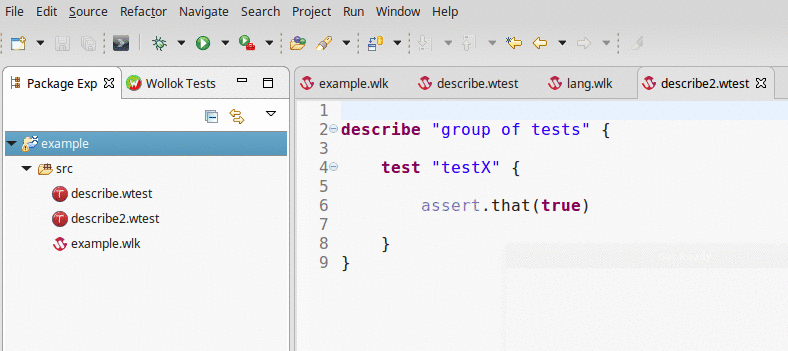 File Edit Source Refactor Navigate Search Project Run Window Help
Package Exp Wollok Tests
example.wlk describe.wtest lang.wlk describe2.wtest
example
src
describe.wtest
describe2.wtest
example.wlk
1
2 describe "group of tests" {
3
4 test "testX" {
5
6 assert.that(true)
7
8 }
9 }